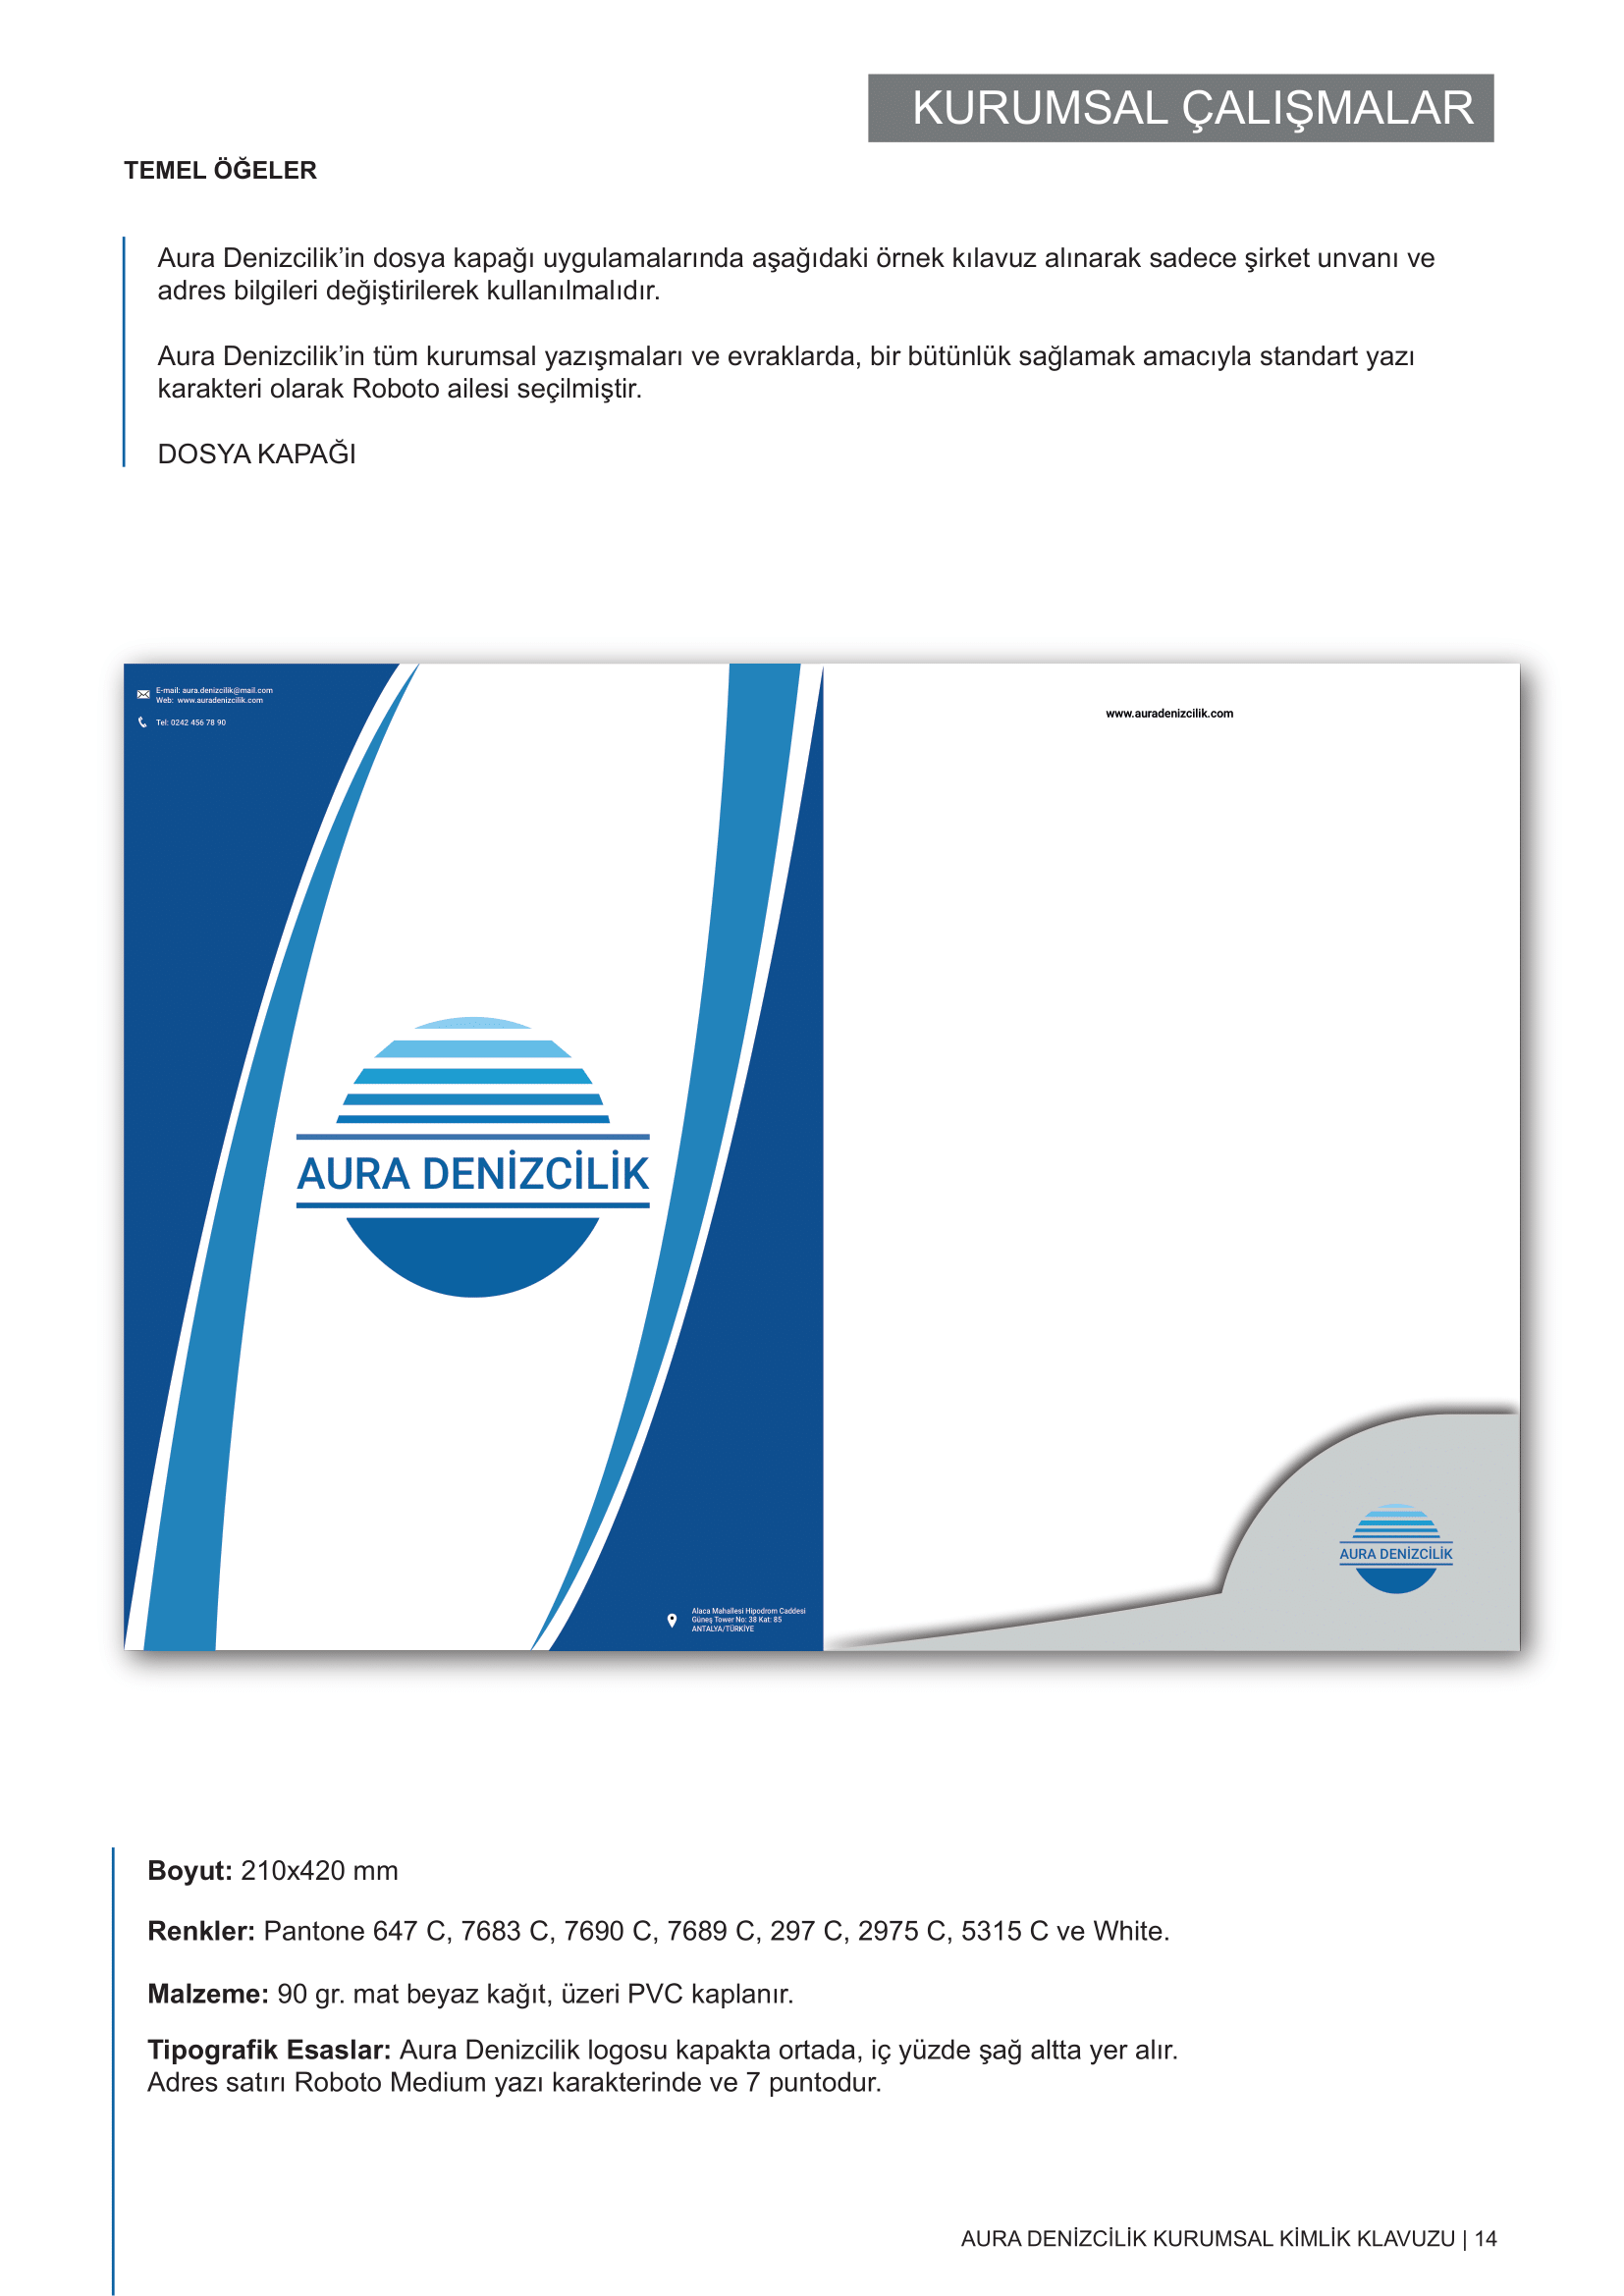 KURUMSAL ÇALIŞMALAR
TEMEL ÖĞELER
Aura Denizcilik’in dosya kapağı uygulamalarında aşağıdaki örnek kılavuz alınarak sadece şirket unvanı ve
adres bilgileri değiştirilerek kullanılmalıdır.
Aura Denizcilik’in tüm kurumsal yazışmaları ve evraklarda, bir bütünlük sağlamak amacıyla standart yazı
karakteri olarak Roboto ailesi seçilmiştir.
DOSYA KAPAĞI
E-mail: aura.denizcilik@mail.com
Web: www.auradenizcilik.com
Tel: 0242 456 78 90
AURA DENİZCİLİK
Alaca Mahallesi Hipodrom Caddesi
Güneş Tower No: 38 Kat: 85
ANTALYA/TÜRKİYE
www.auradenizcilik.com
AURA DENİZCİLİK
Boyut: 210x420 mm
Renkler: Pantone 647 C, 7683 C, 7690 C, 7689 C, 297 C, 2975 C, 5315 C ve White.
Malzeme: 90 gr. mat beyaz kağıt, üzeri PVC kaplanır.
Tipografik Esaslar: Aura Denizcilik logosu kapakta ortada, iç yüzde şağ altta yer alır.
Adres satırı Roboto Medium yazı karakterinde ve 7 puntodur.
AURA DENİZCİLİK KURUMSAL KİMLİK KLAVUZU | 14